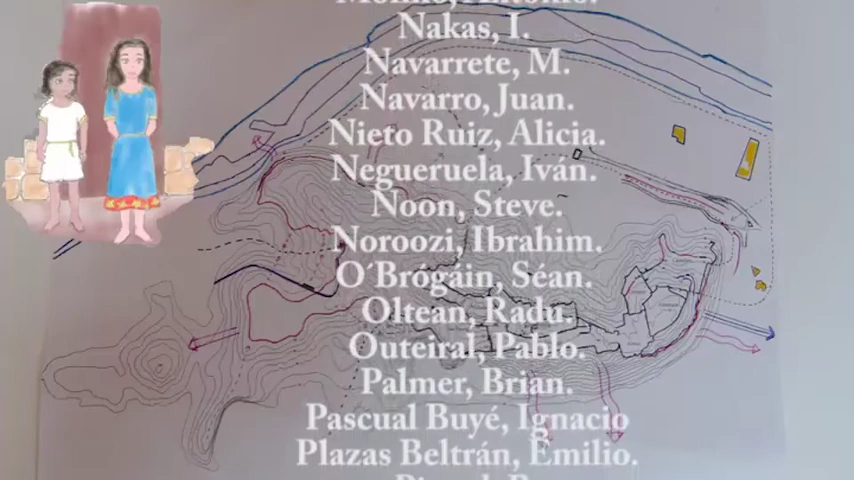 Nakas, I.
Navarrete, M.
Navarro, Juan.
Nieto Ruiz, Alicia.
Negueruela, Iván.
Noon, Steve.
Noroozi, Ibrahim.
O´Brógáin, Séan.
Oltean, Radu.
Outeiral, Pablo.
Palmer, Brian.
Pascual Buyé, Ignacio
Plazas Beltrán, Emilio.